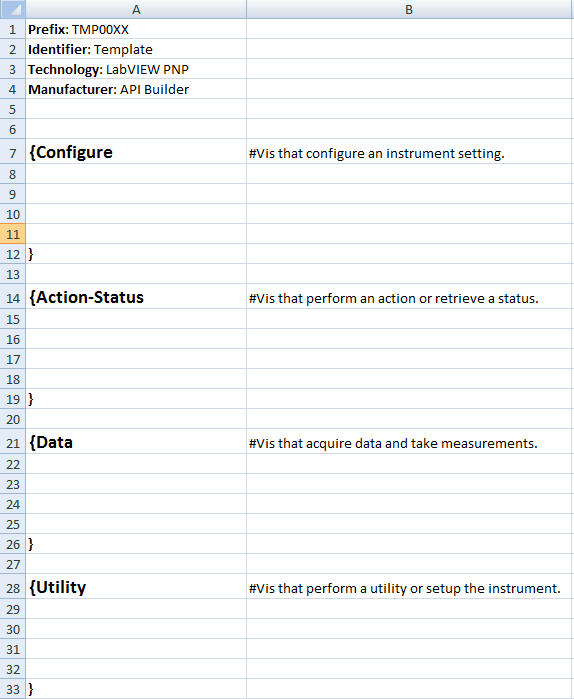 A B
1 Prefix: TMP00XX
2 Identifier: Template
3 Technology: LabVIEW PNP
4 Manufacturer: API Builder
5
6
7 {Configure #Vis that configure an instrument setting.
8
9
10
11
12 }
13
14 {Action-Status #Vis that perform an action or retrieve a status.
15
16
17
18
19 }
20
21 {Data #Vis that acquire data and take measurements.
22
23
24
25
26 }
27
28 {Utility #Vis that perform a utility or setup the instrument.
29
30
31
32
33 }